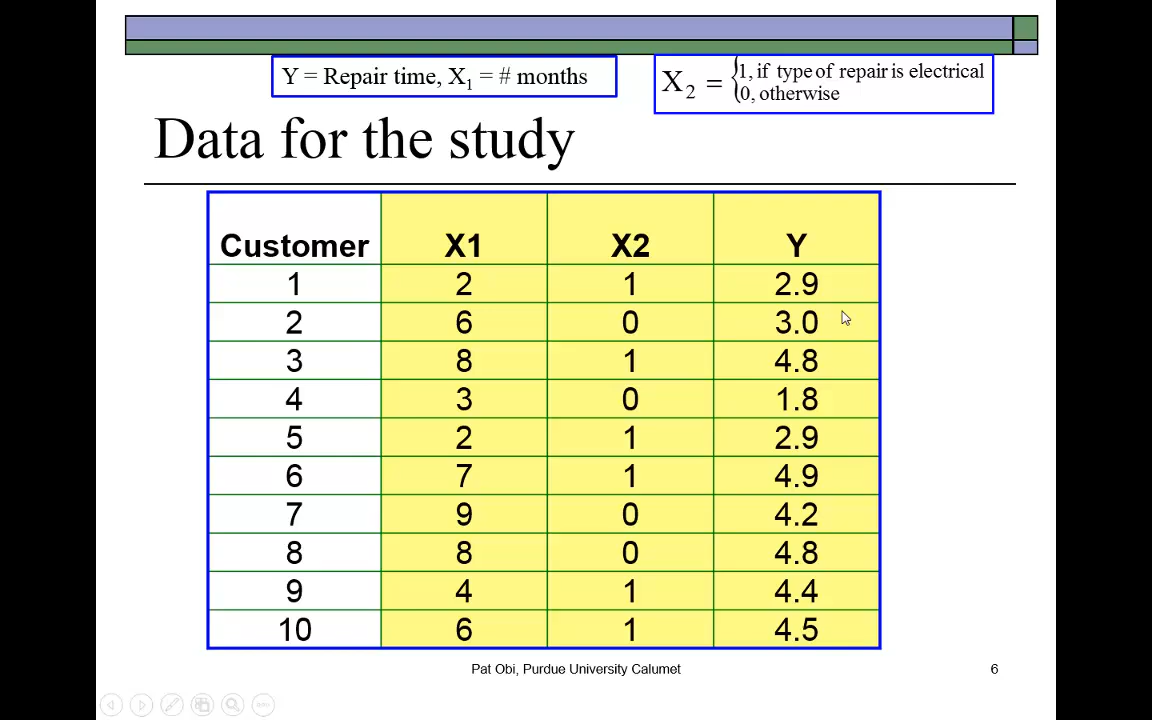 Y = Repair time, X1 = # months
X2 = {1, if type of repair is electrical
0, otherwise
Data for the study
Customer X1 X2 Y
1 2 1 2.9
2 6 0 3.0
3 8 1 4.8
4 3 0 1.8
5 2 1 2.9
6 7 1 4.9
7 9 0 4.2
8 8 0 4.8
9 4 1 4.4
10 6 1 4.5
Pat Obi, Purdue University Calumet 6